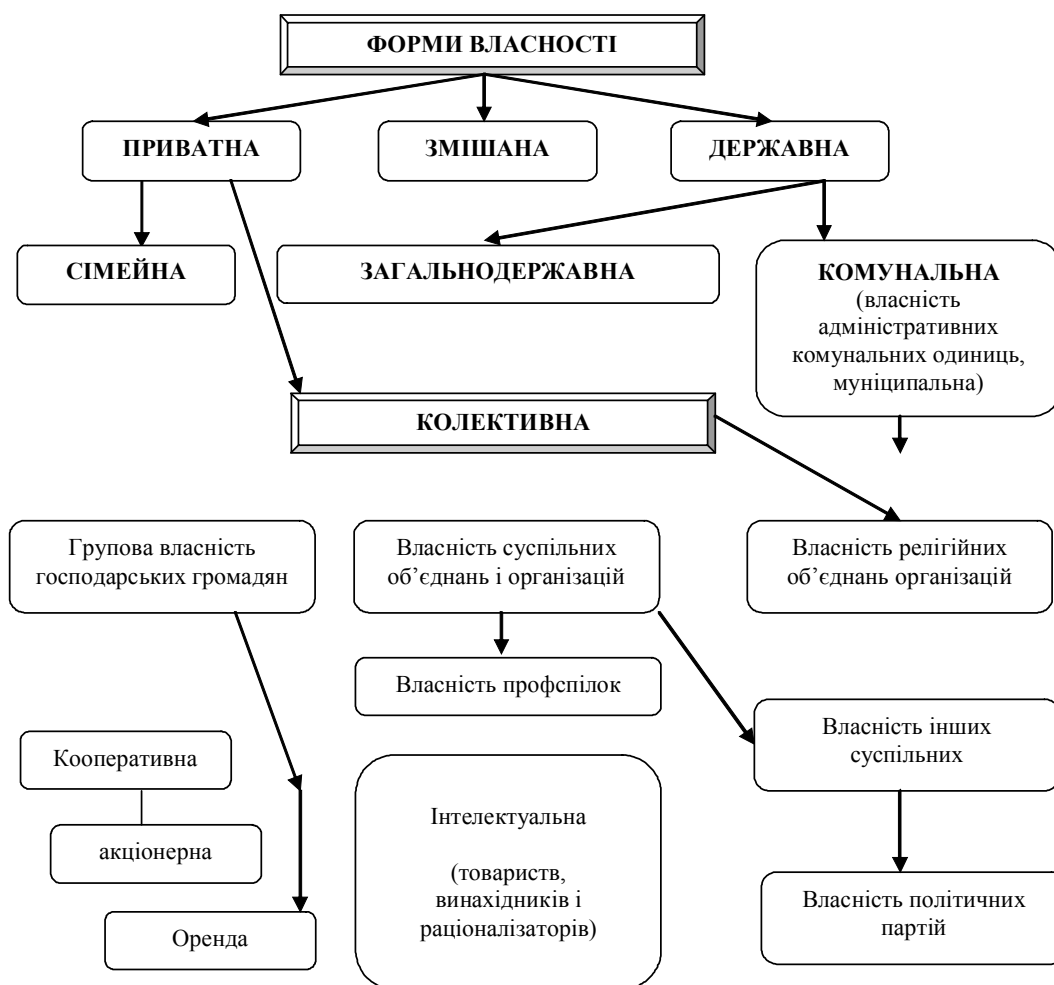 ФОРМИ ВЛАСНОСТІ
ПРИВАТНА
ЗМІШАНА
ДЕРЖАВНА
СІМЕЙНА
ЗАГАЛЬНОДЕРЖАВНА
КОМУНАЛЬНА
(власність
адміністративних
комунальних одиниць,
муніципальна)
КОЛЕКТИВНА
Групова власність
господарських громадян
Власність суспільних
об’єднань і організацій
Власність релігійних
об’єднань організацій
Власність профспілок
Власність інших
суспільних
Кооперативна
акціонерна
Оренда
Інтелектуальна
(товариств,
винахідників і
раціоналізаторів)
Власність політичних
партій